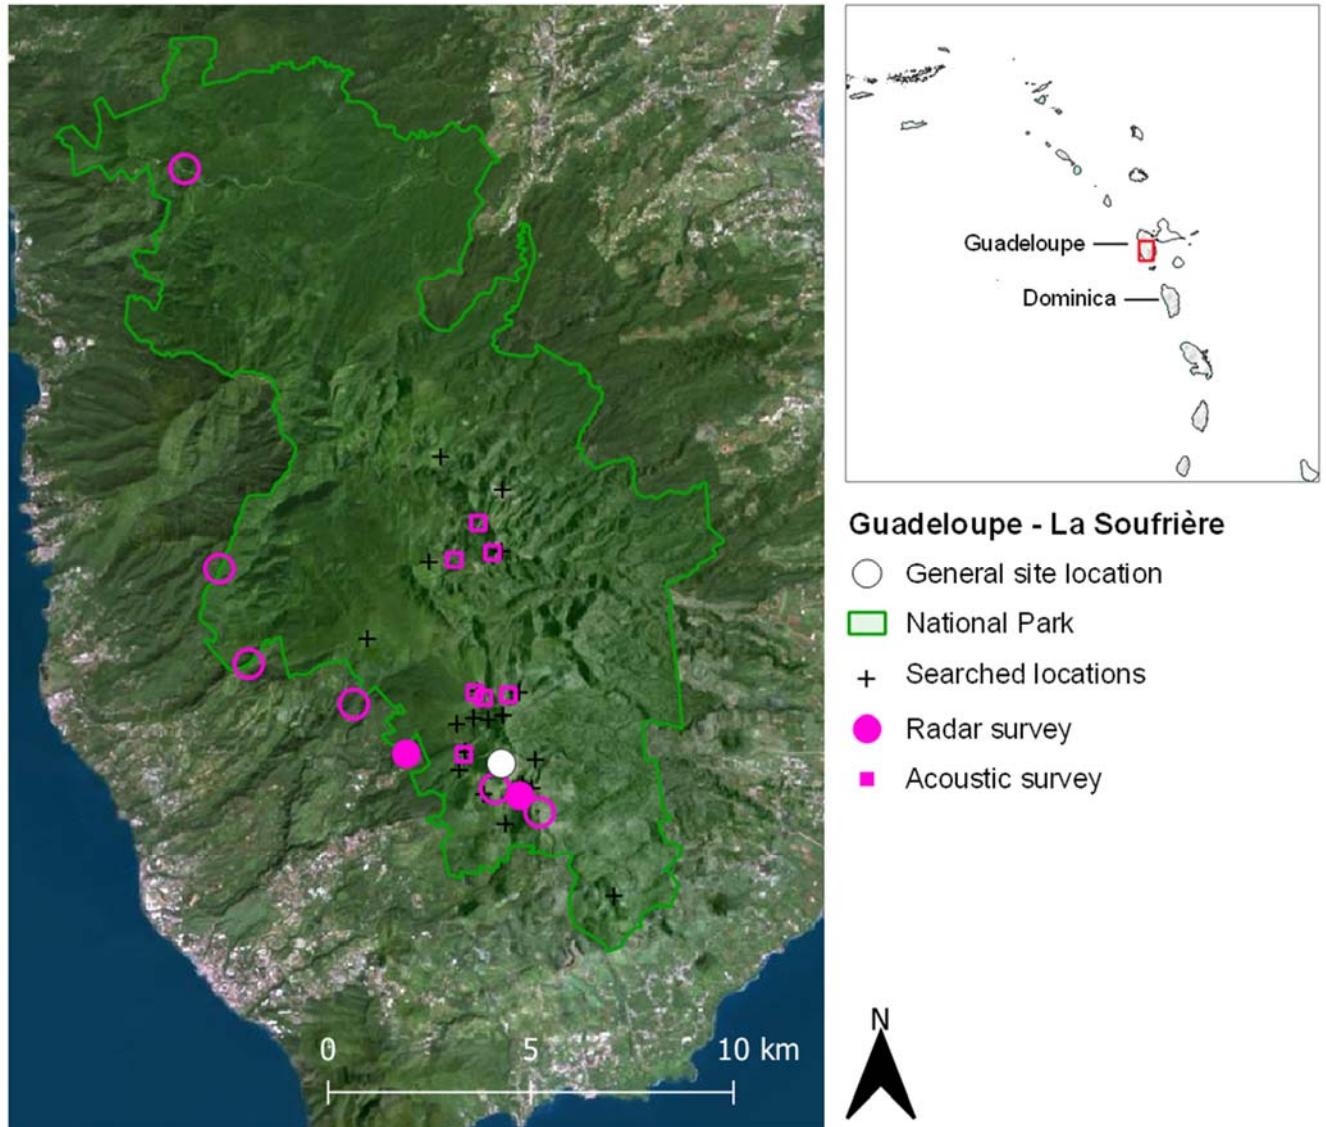 Guadeloupe
Dominica
Guadeloupe - La Soufrière
General site location
National Park
Searched locations
Radar survey
Acoustic survey
N
0 5 10 km